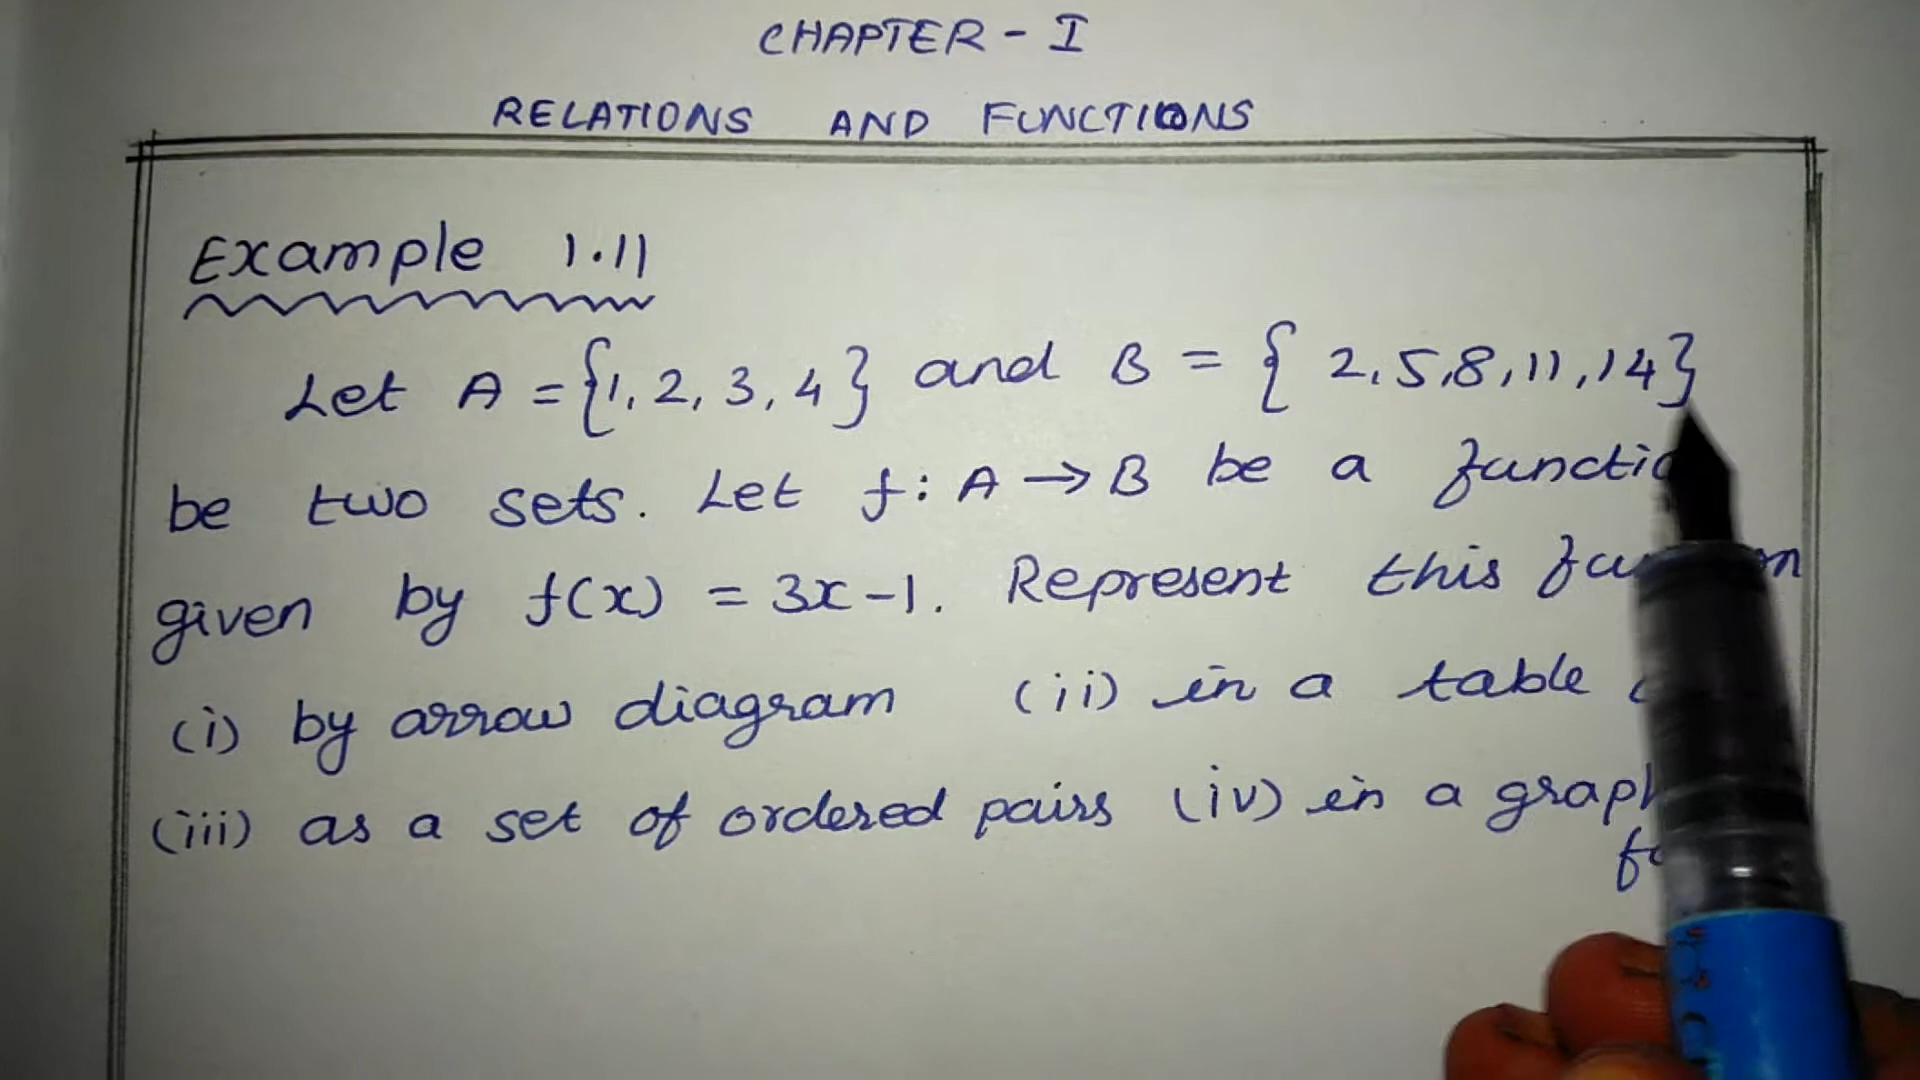 CHAPTER - I
RELATIONS AND FUNCTIONS
Example 1.11
Let A = {1, 2, 3, 4} and B = { 2, 5, 8, 11, 14}
be two sets. Let f : A → B be a
given by f(x) = 3x - 1. Represent this
(i) by arrow diagram (ii) in a table
(iii) as a set of ordered pairs (iv) in a